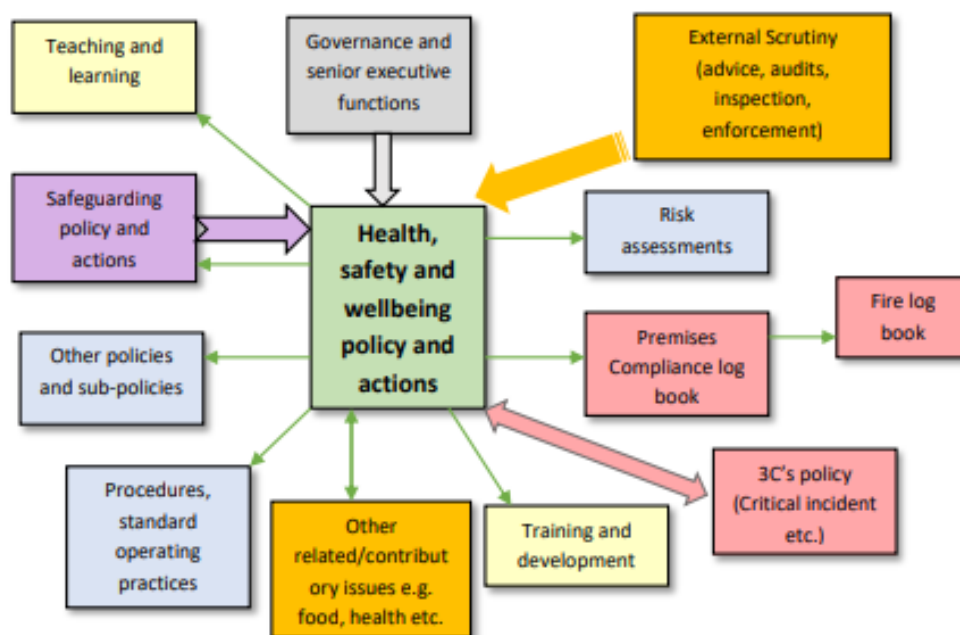 Teaching and
learning
Governance and
senior executive
functions
External Scrutiny
(advice, audits,
inspection,
enforcement)
Safeguarding
policy and
actions
Health,
safety and
wellbeing
policy and
actions
Risk
assessments
Fire log
book
Other policies
and sub-policies
Premises
Compliance log
book
Procedures,
standard
operating
practices
Other
related/contribut
ory issues e.g.
food, health etc.
Training and
development
3C's policy
(Critical incident
etc.)